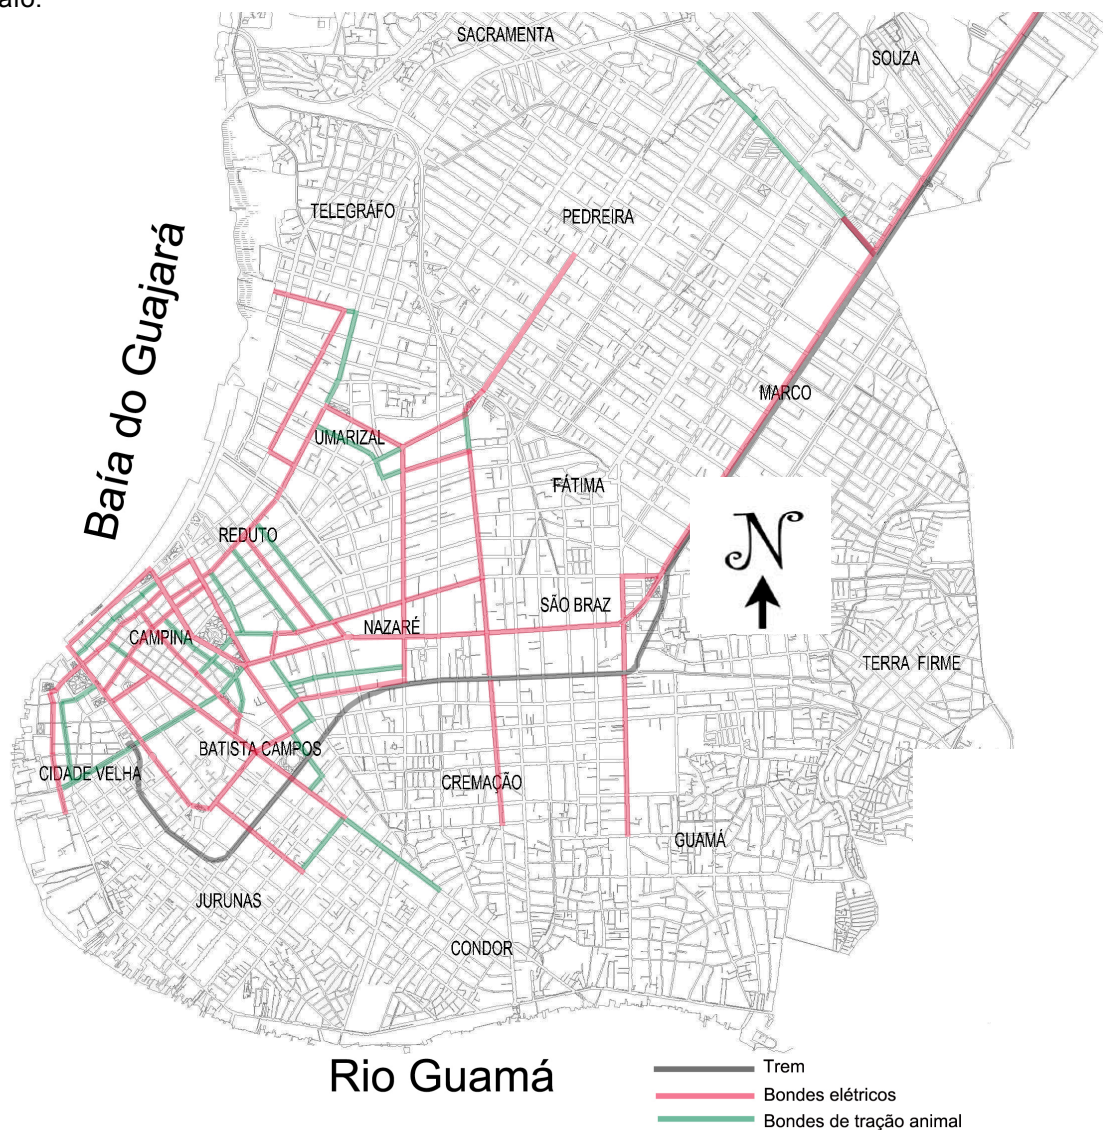 SACRAMENTA
SOUZA
TELEGRÁFO
PEDREIRA
Baía do Guajará
MARCO
UMARIZAL
FÁTIMA
REDUTO
N
SÃO BRAZ
NAZARÉ
CAMPINA
TERRA FIRME
BATISTA CAMPOS
CIDADE VELHA
CREMAÇÃO
GUAMÁ
JURUNAS
CONDOR
Rio Guamá
Trem
Bondes elétricos
Bondes de tração animal